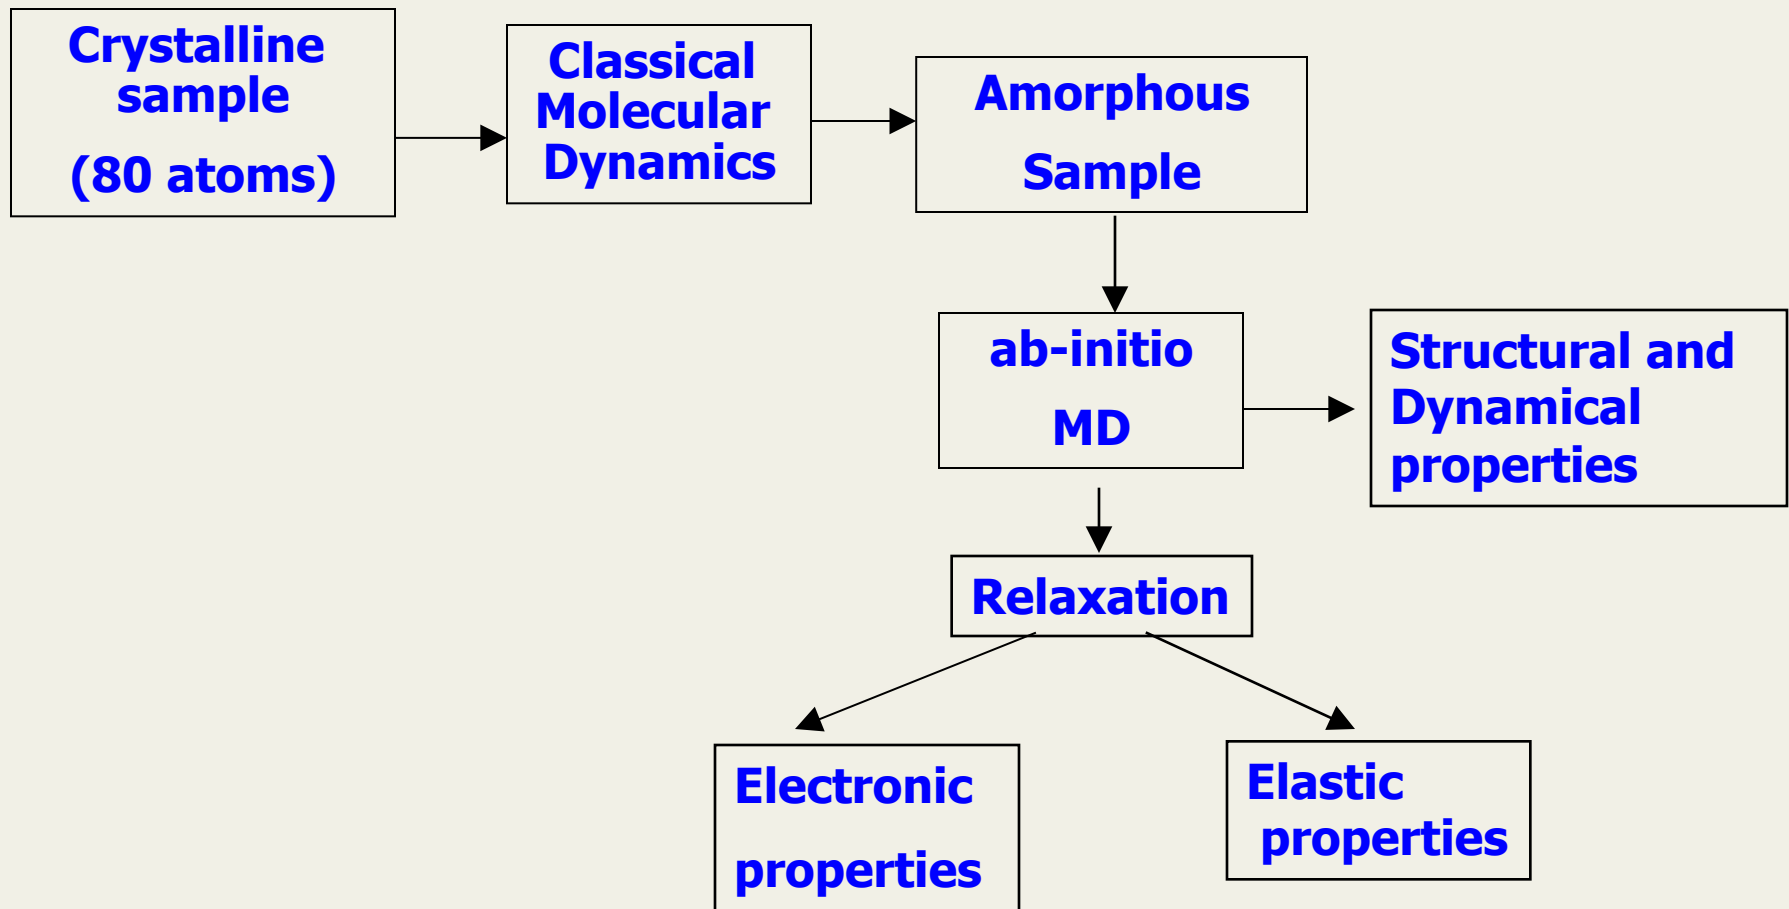 Crystalline
sample
(80 atoms)
Classical
Molecular
Dynamics
Amorphous
Sample
ab-initio
MD
Structural and
Dynamical
properties
Relaxation
Electronic
properties
Elastic
properties